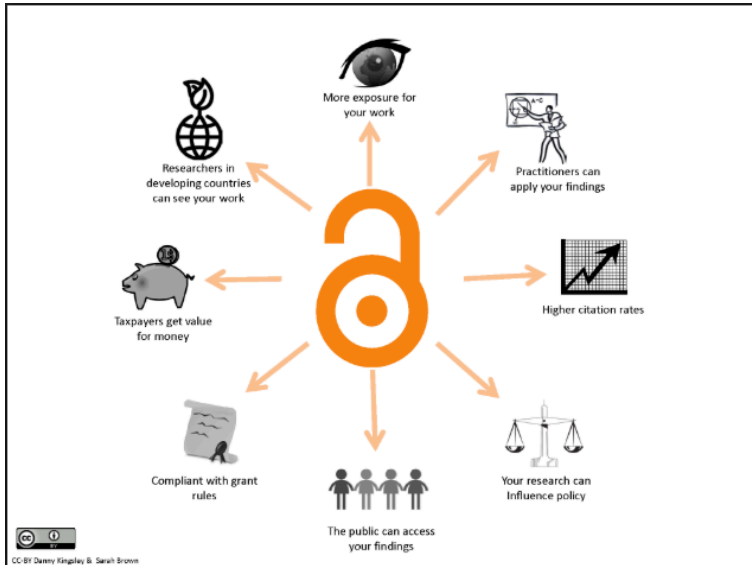 More exposure for
your work
Practitioners can
apply your findings
Higher citation rates
Your research can
Influence policy
The public can access
your findings
Compliant with grant
rules
Taxpayers get value
for money
Researchers in
developing countries
can see your work
A=C
cc
BY
CC-BY Danny Kingsley & Sarah Brown